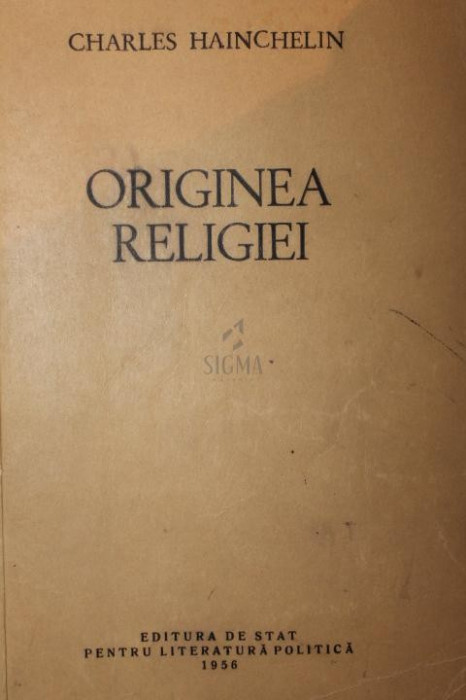 CHARLES HAINCHELIN
ORIGINEA
RELIGIEI
SIGMA
EDITURA DE STAT
PENTRU LITERATURĂ POLITICĂ
1956